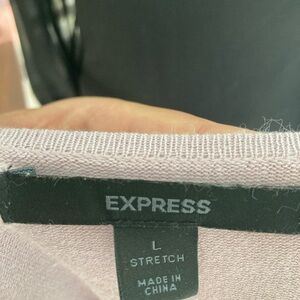 EXPRESS
L
STRETCH
MADE IN
CHINA